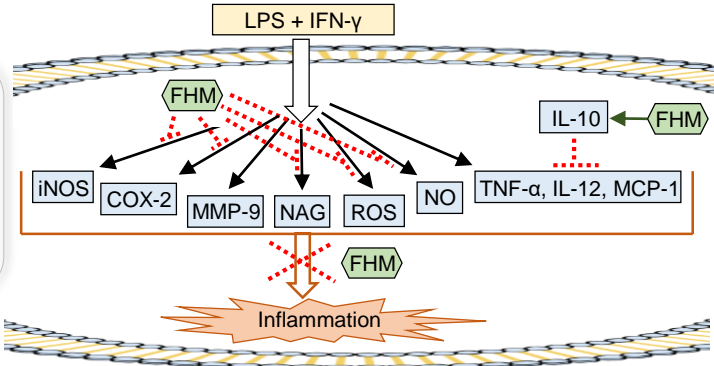 LPS + IFN-γ
FHM
IL-10
FHM
iNOS
COX-2
MMP-9
NAG
ROS
NO
TNF-α, IL-12, MCP-1
FHM
Inflammation